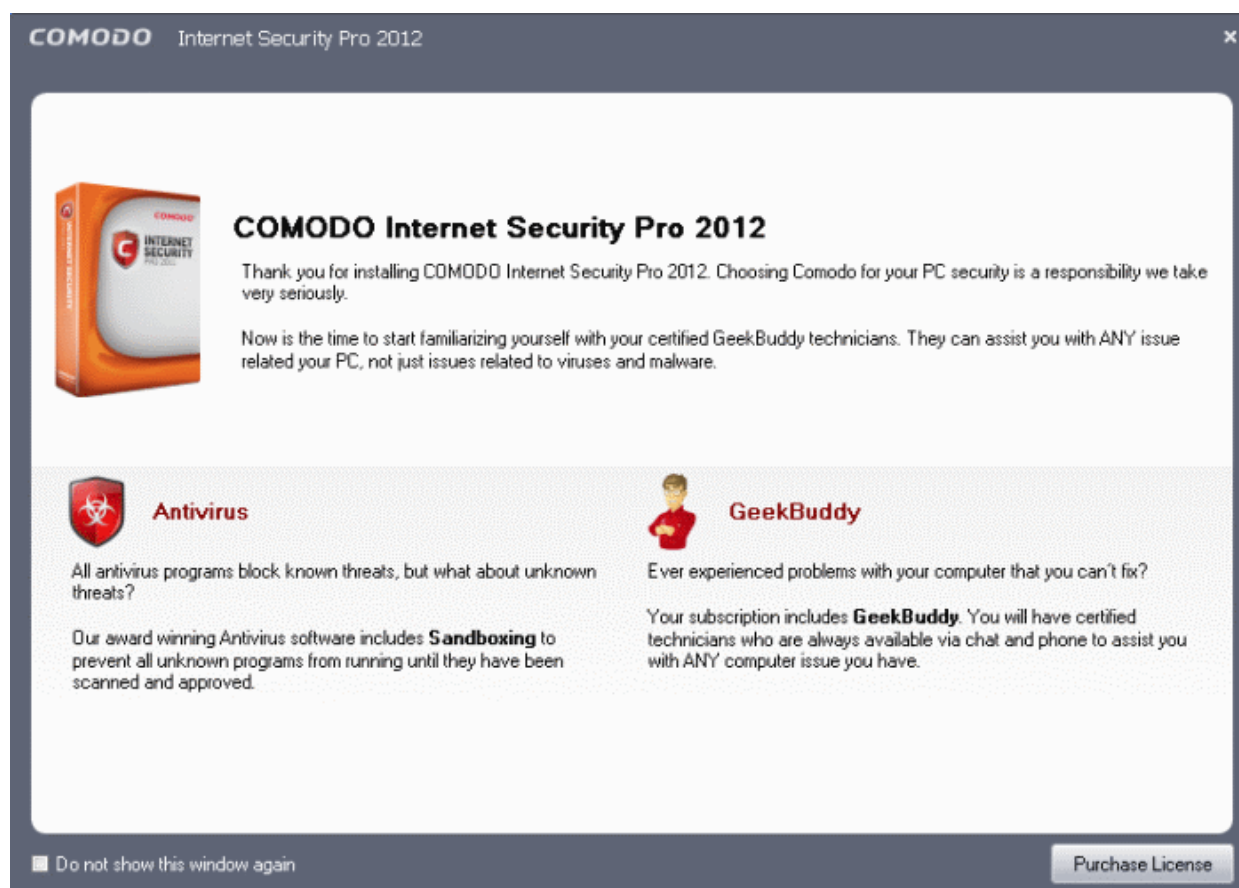 COMODO Internet Security Pro 2012
COMODO
INTERNET
SECURITY
COMODO Internet Security Pro 2012
Thank you for installing COMODO Internet Security Pro 2012. Choosing Comodo for your PC security is a responsibility we take
very seriously.
Now is the time to start familiarizing yourself with your certified GeekBuddy technicians. They can assist you with ANY issue
related your PC, not just issues related to viruses and malware.
Antivirus
All antivirus programs block known threats, but what about unknown
threats?
Our award winning Antivirus software includes Sandboxing to
prevent all unknown programs from running until they have been
scanned and approved.
GeekBuddy
Ever experienced problems with your computer that you can't fix?
Your subscription includes GeekBuddy. You will have certified
technicians who are always available via chat and phone to assist you
with ANY computer issue you have.
Do not show this window again
Purchase License